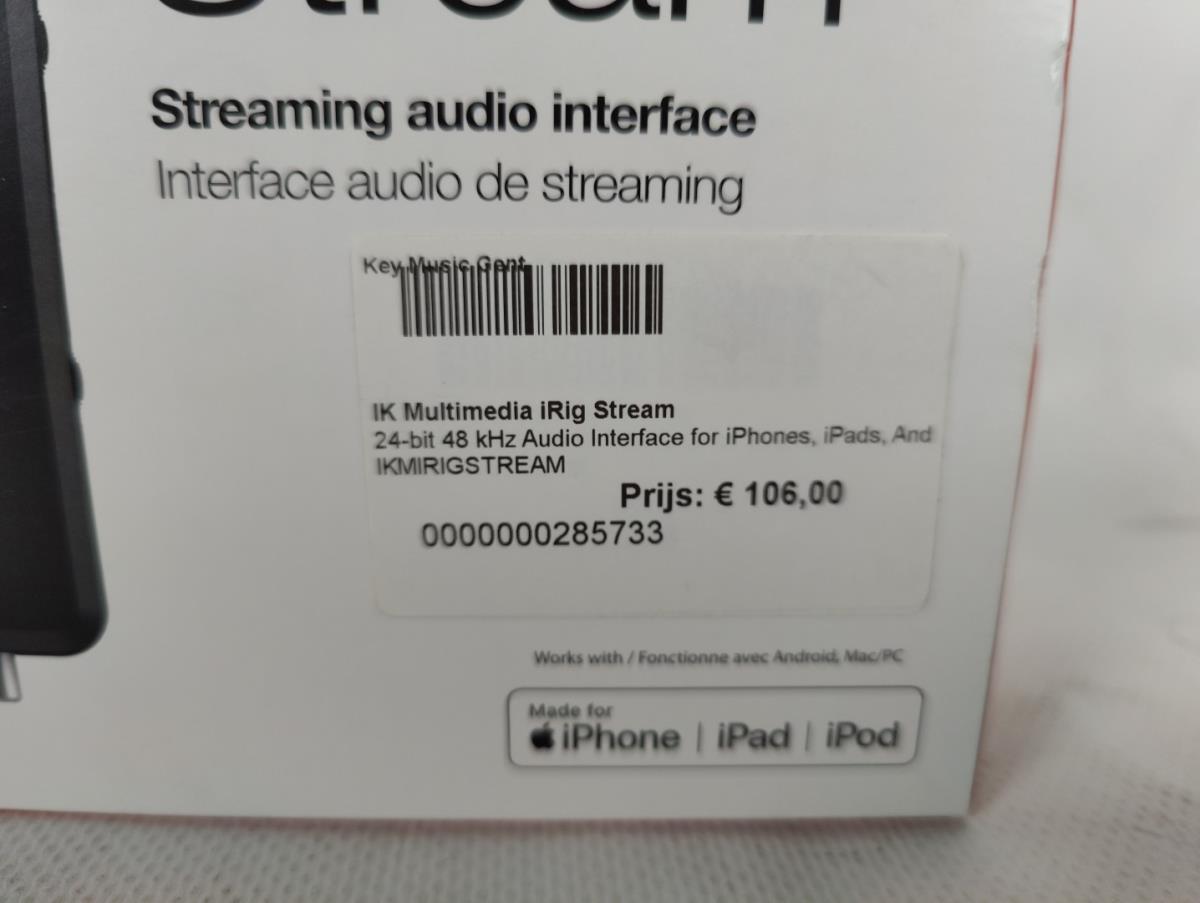 Stream
Streaming audio interface
Interface audio de streaming
Key Music Gent
IK Multimedia iRig Stream
24-bit 48 kHz Audio Interface for iPhones, iPads, And
IKMIRIGSTREAM
Prijs: € 106,00
0000000285733
Works with / Fonctionne avec Android, Mac/PC
Made for
iPhone | iPad | iPod